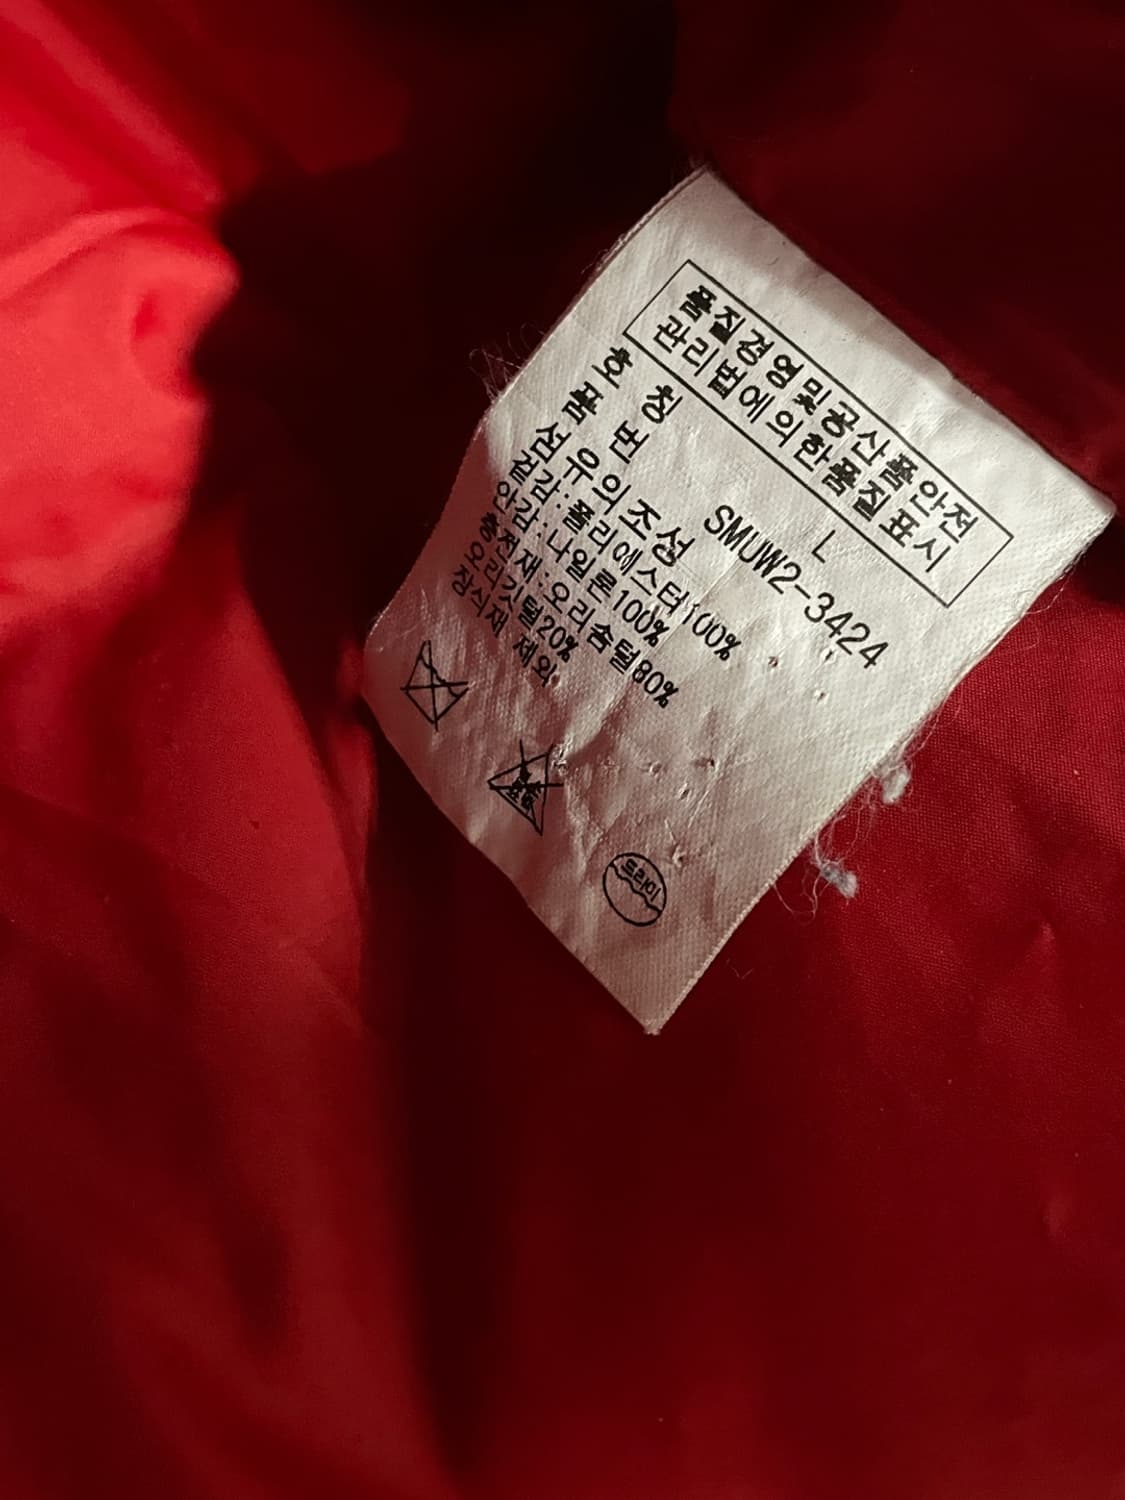 품질경영및공산품안전
관리법에의한품질표시
호 칭 L
품 번 SMUW2-3424
섬유의조성
겉감:폴리에스터100%
안감:나일론100%
충전재:오리솜털80%
오리깃털20%
장식재 제외
드라이